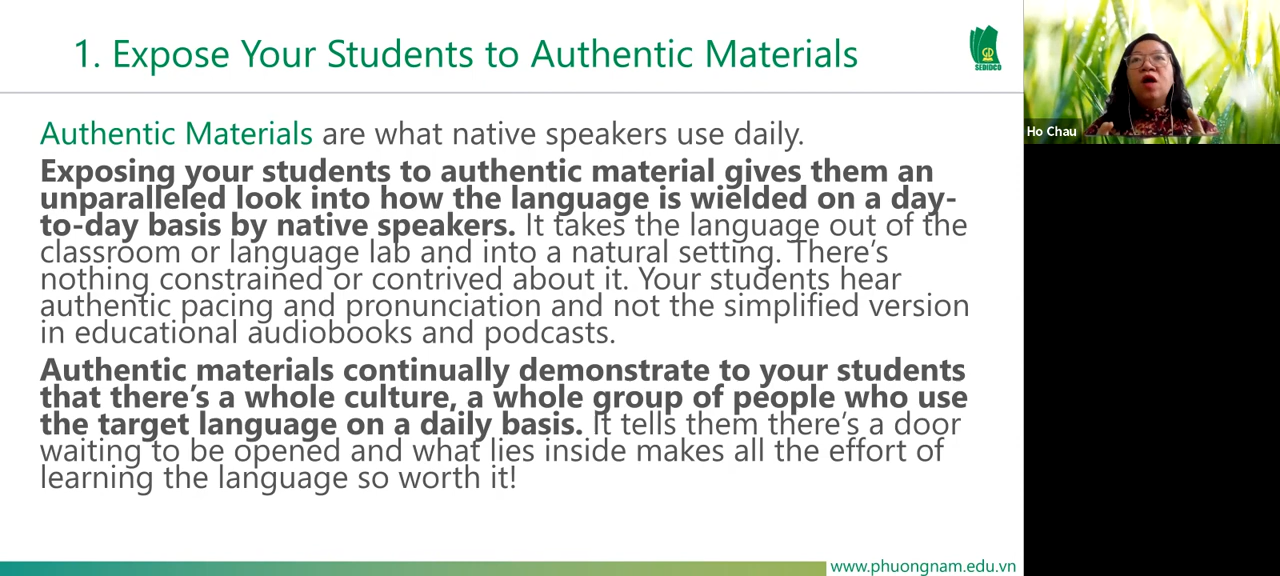 1. Expose Your Students to Authentic Materials
SEDIDCO
Ho Chau
Authentic Materials are what native speakers use daily.
Exposing your students to authentic material gives them an
unparalleled look into how the language is wielded on a day-
to-day basis by native speakers. It takes the language out of the
classroom or language lab and into a natural setting. There’s
nothing constrained or contrived about it. Your students hear
authentic pacing and pronunciation and not the simplified version
in educational audiobooks and podcasts.
Authentic materials continually demonstrate to your students
that there’s a whole culture, a whole group of people who use
the target language on a daily basis. It tells them there’s a door
waiting to be opened and what lies inside makes all the effort of
learning the language so worth it!
www.phuongnam.edu.vn